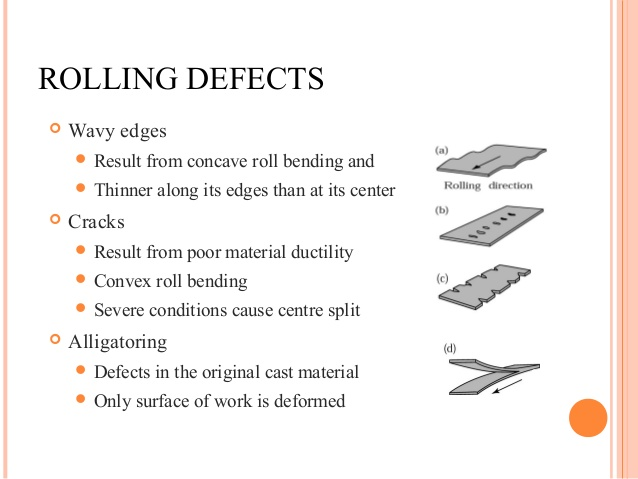 ROLLING DEFECTS
Wavy edges
Result from concave roll bending and
Thinner along its edges than at its center
Cracks
Result from poor material ductility
Convex roll bending
Severe conditions cause centre split
Alligatoring
Defects in the original cast material
Only surface of work is deformed
(a)
Rolling direction
(b)
(c)
(d)